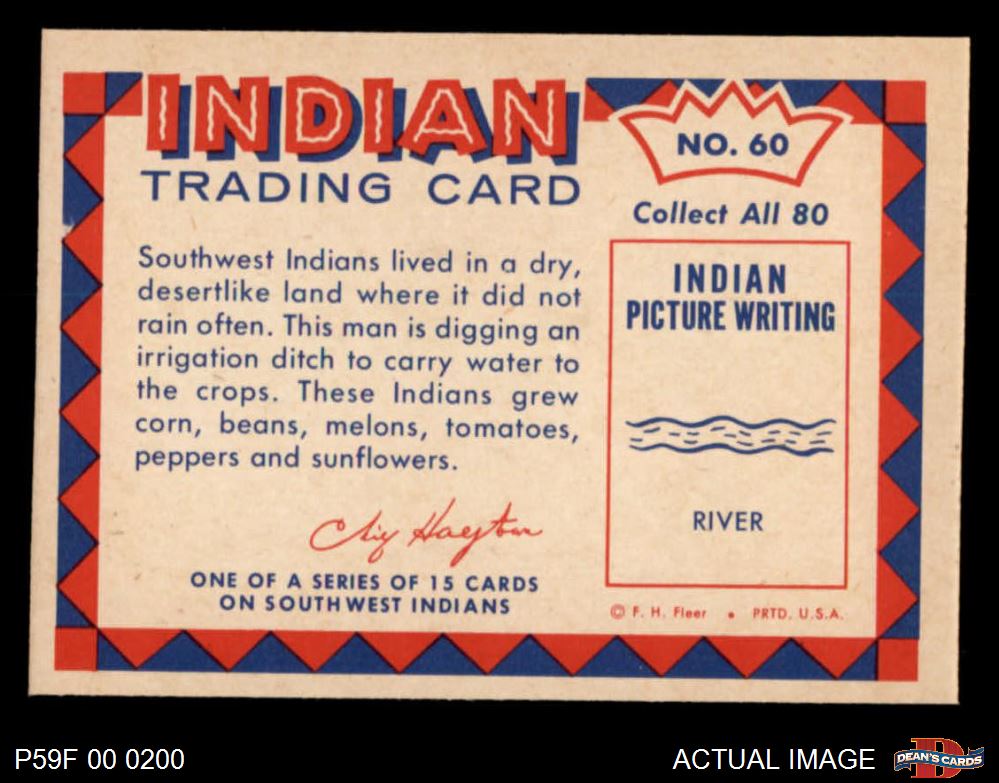 INDIAN
TRADING CARD
NO. 60
Collect All 80
Southwest Indians lived in a dry,
desertlike land where it did not
rain often. This man is digging an
irrigation ditch to carry water to
the crops. These Indians grew
corn, beans, melons, tomatoes,
peppers and sunflowers.
ONE OF A SERIES OF 15 CARDS
ON SOUTHWEST INDIANS
INDIAN
PICTURE WRITING
RIVER
© F. H. Fleer • PRTD. U.S.A.
P59F 00 0200
ACTUAL IMAGE
D
DEAN'S CARDS